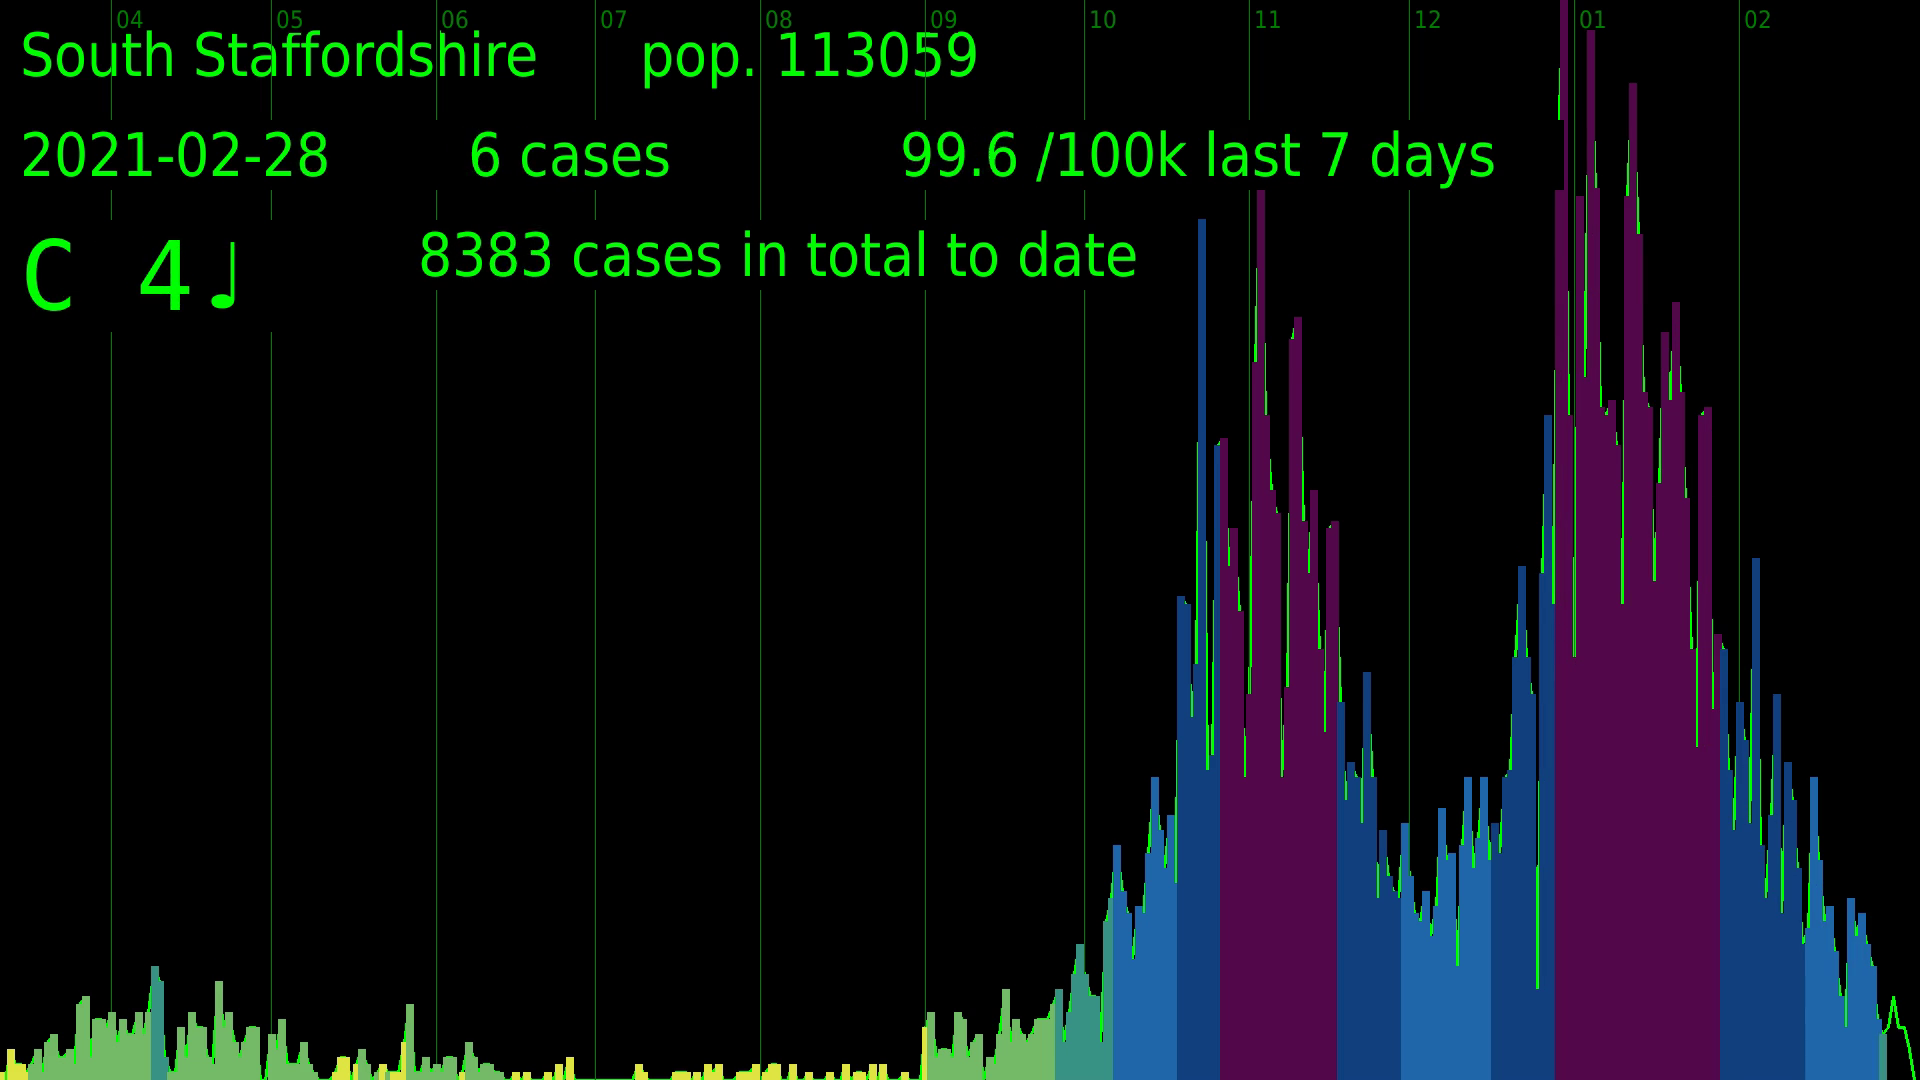 04 05 06 07 08 09 10 11 12 01 02
South Staffordshire pop. 113059
2021-02-28 6 cases 99.6 /100k last 7 days
C 4♩ 8383 cases in total to date